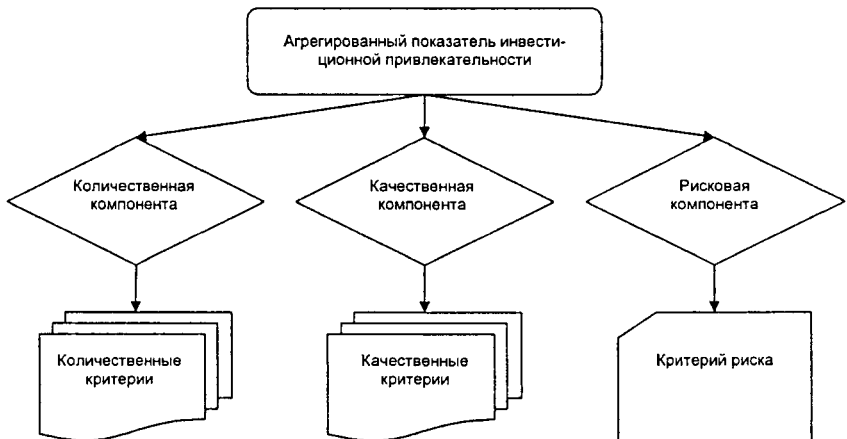 Агрегированный показатель инвести-
ционной привлекательности
Количественная
компонента
Качественная
компонента
Рисковая
компонента
Количественные
критерии
Качественные
критерии
Критерий риска